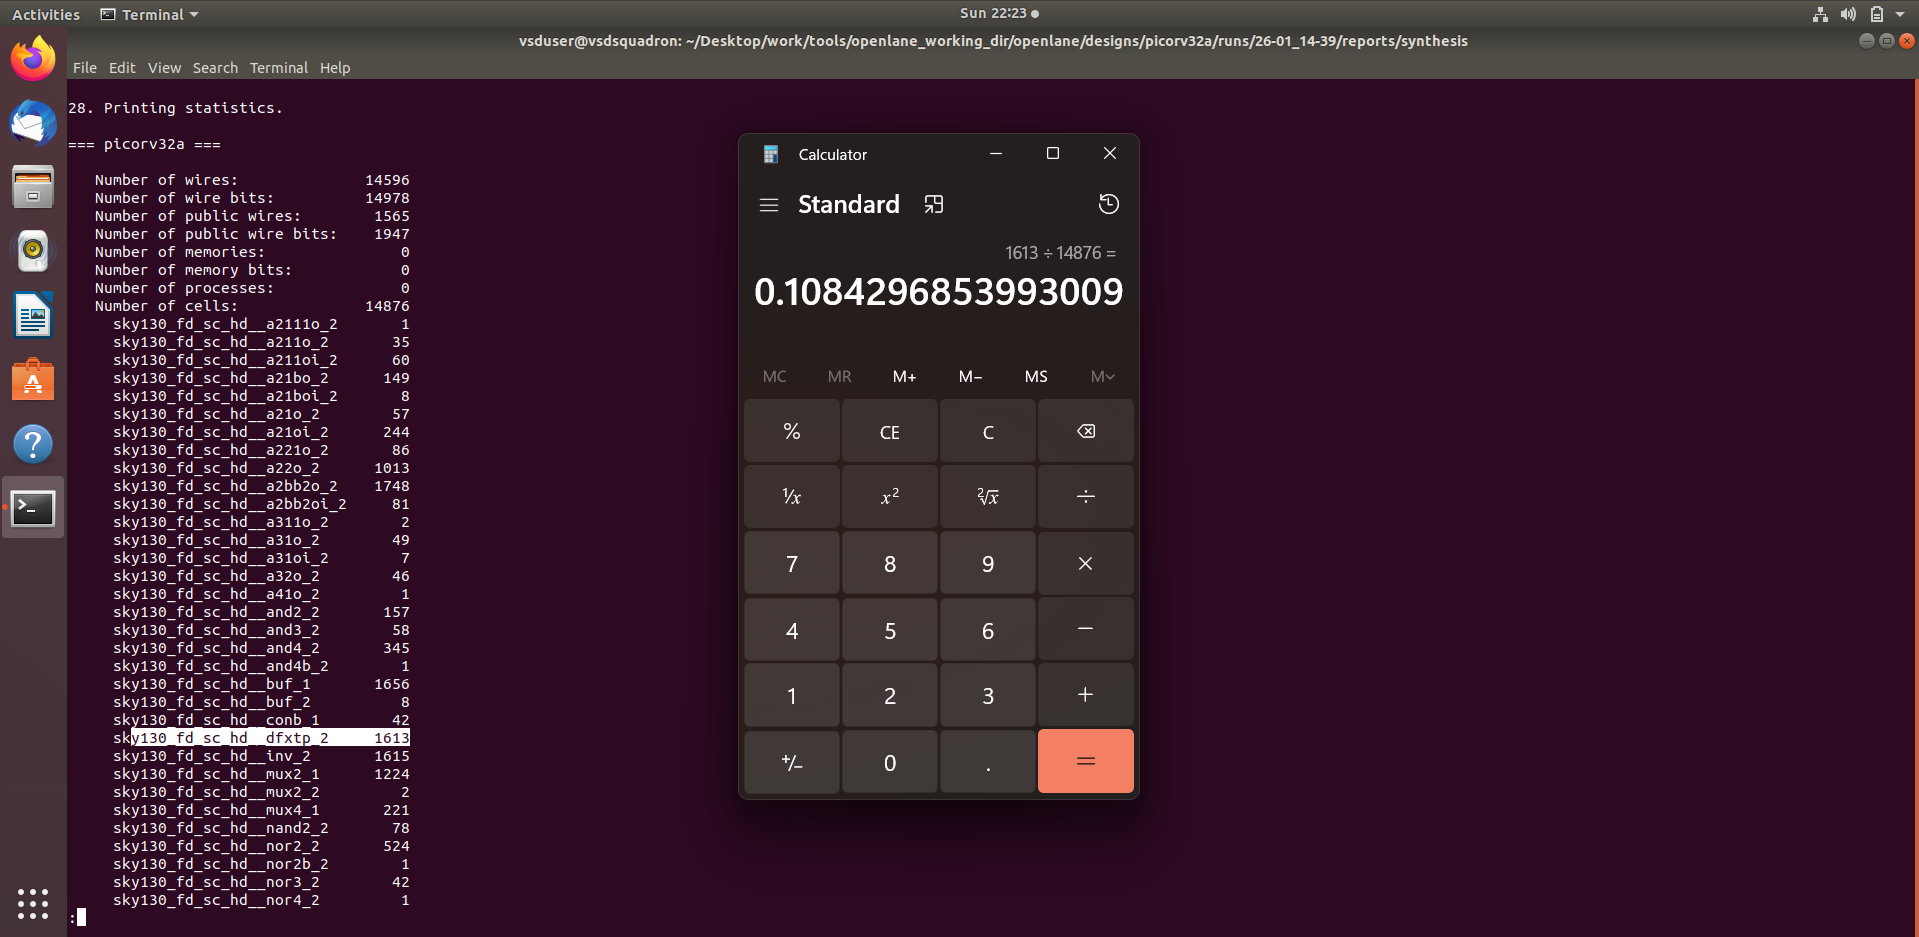 Activities Terminal Sun 22:23
vsduser@vsdsquadron: ~/Desktop/work/tools/openlane_working_dir/openlane/designs/picorv32a/runs/26-01_14-39/reports/synthesis
File Edit View Search Terminal Help
28. Printing statistics.
=== picorv32a ===
Number of wires: 14596
Number of wire bits: 14978
Number of public wires: 1565
Number of public wire bits: 1947
Number of memories: 0
Number of memory bits: 0
Number of processes: 0
Number of cells: 14876
sky130_fd_sc_hd__a2111o_2 1
sky130_fd_sc_hd__a211o_2 35
sky130_fd_sc_hd__a211oi_2 60
sky130_fd_sc_hd__a21bo_2 149
sky130_fd_sc_hd__a21boi_2 8
sky130_fd_sc_hd__a21o_2 57
sky130_fd_sc_hd__a21oi_2 244
sky130_fd_sc_hd__a221o_2 86
sky130_fd_sc_hd__a22o_2 1013
sky130_fd_sc_hd__a2bb2o_2 1748
sky130_fd_sc_hd__a2bb2oi_2 81
sky130_fd_sc_hd__a311o_2 2
sky130_fd_sc_hd__a31o_2 49
sky130_fd_sc_hd__a31oi_2 7
sky130_fd_sc_hd__a32o_2 46
sky130_fd_sc_hd__a41o_2 1
sky130_fd_sc_hd__and2_2 157
sky130_fd_sc_hd__and3_2 58
sky130_fd_sc_hd__and4_2 345
sky130_fd_sc_hd__and4b_2 1
sky130_fd_sc_hd__buf_1 1656
sky130_fd_sc_hd__buf_2 8
sky130_fd_sc_hd__conb_1 42
sky130_fd_sc_hd__dfxtp_2 1613
sky130_fd_sc_hd__inv_2 1615
sky130_fd_sc_hd__mux2_1 1224
sky130_fd_sc_hd__mux2_2 2
sky130_fd_sc_hd__mux4_1 221
sky130_fd_sc_hd__nand2_2 78
sky130_fd_sc_hd__nor2_2 524
sky130_fd_sc_hd__nor2b_2 1
sky130_fd_sc_hd__nor3_2 42
sky130_fd_sc_hd__nor4_2 1
:
Calculator
Standard
1613 ÷ 14876 =
0.1084296853993009
MC MR M+ M− MS M
% CE C
⅟x x² ²√x ÷
7 8 9 ×
4 5 6 −
1 2 3 +
+/− 0 . =